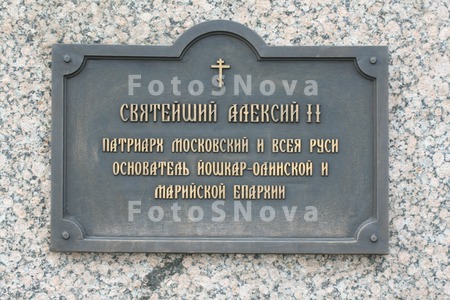 FotoSNova
СВЯТЕЙШИЙ АЛЕКСИЙ II
ПАТРИАРХ МОСКОВСКИЙ И ВСЕЯ РУСИ
ОСНОВАТЕЛЬ ЙОШКАР-ОЛИНСКОЙ И
МАРИЙСКОЙ ЕПАРХИИ
FotoSNova